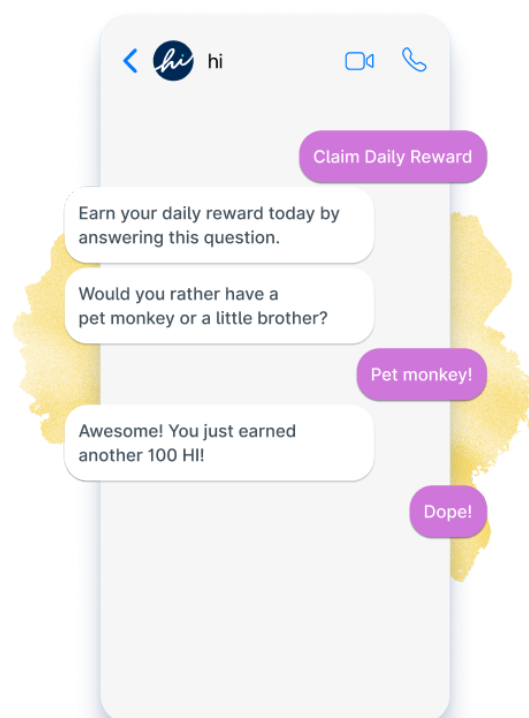 hi
hi
Claim Daily Reward
Earn your daily reward today by
answering this question.
Would you rather have a
pet monkey or a little brother?
Pet monkey!
Awesome! You just earned
another 100 HI!
Dope!